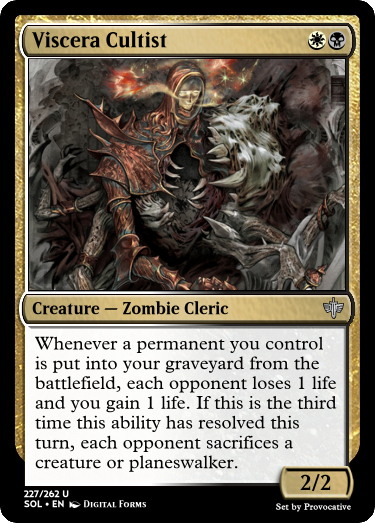 Viscera Cultist
Creature — Zombie Cleric
Whenever a permanent you control
is put into your graveyard from the
battlefield, each opponent loses 1 life
and you gain 1 life. If this is the third
time this ability has resolved this
turn, each opponent sacrifices a
creature or planeswalker.
2/2
227/262 U
SOL • EN Digital Forms
Set by Provocative